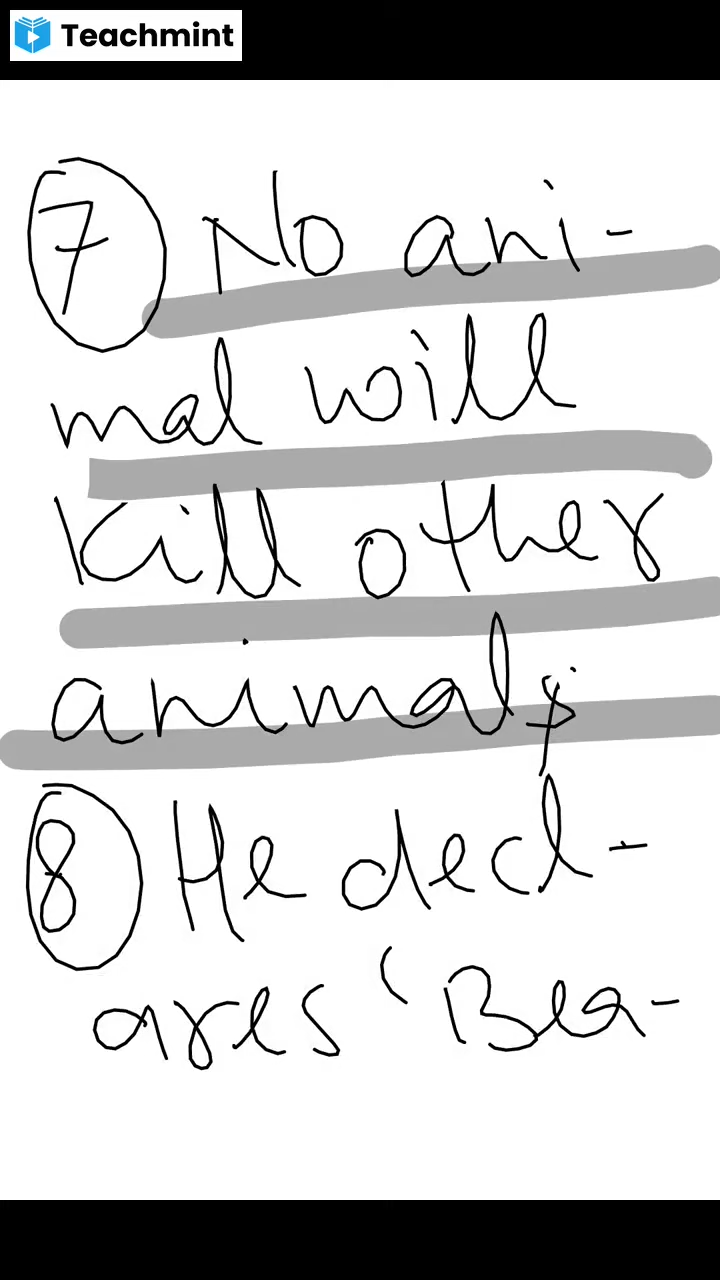 Teachmint
7 No ani-
mal will
kill other
animals
8 He decl-
ares ‘Bea-